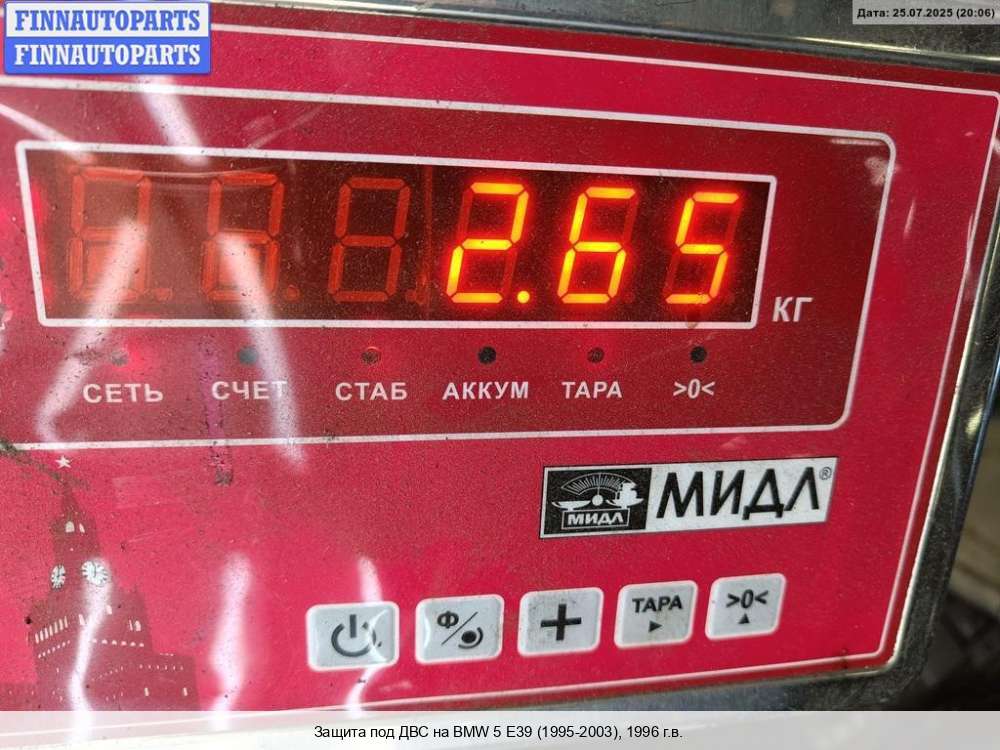 FINNAUTOPARTS
FINNAUTOPARTS
Дата: 25.07.2025 (20:06)
2.65
КГ
СЕТЬ СЧЕТ СТАБ АККУМ ТАРА >0<
МИДЛ МИДЛ®
Ф/ + ТАРА >0<
Защита под ДВС на BMW 5 E39 (1995-2003), 1996 г.в.